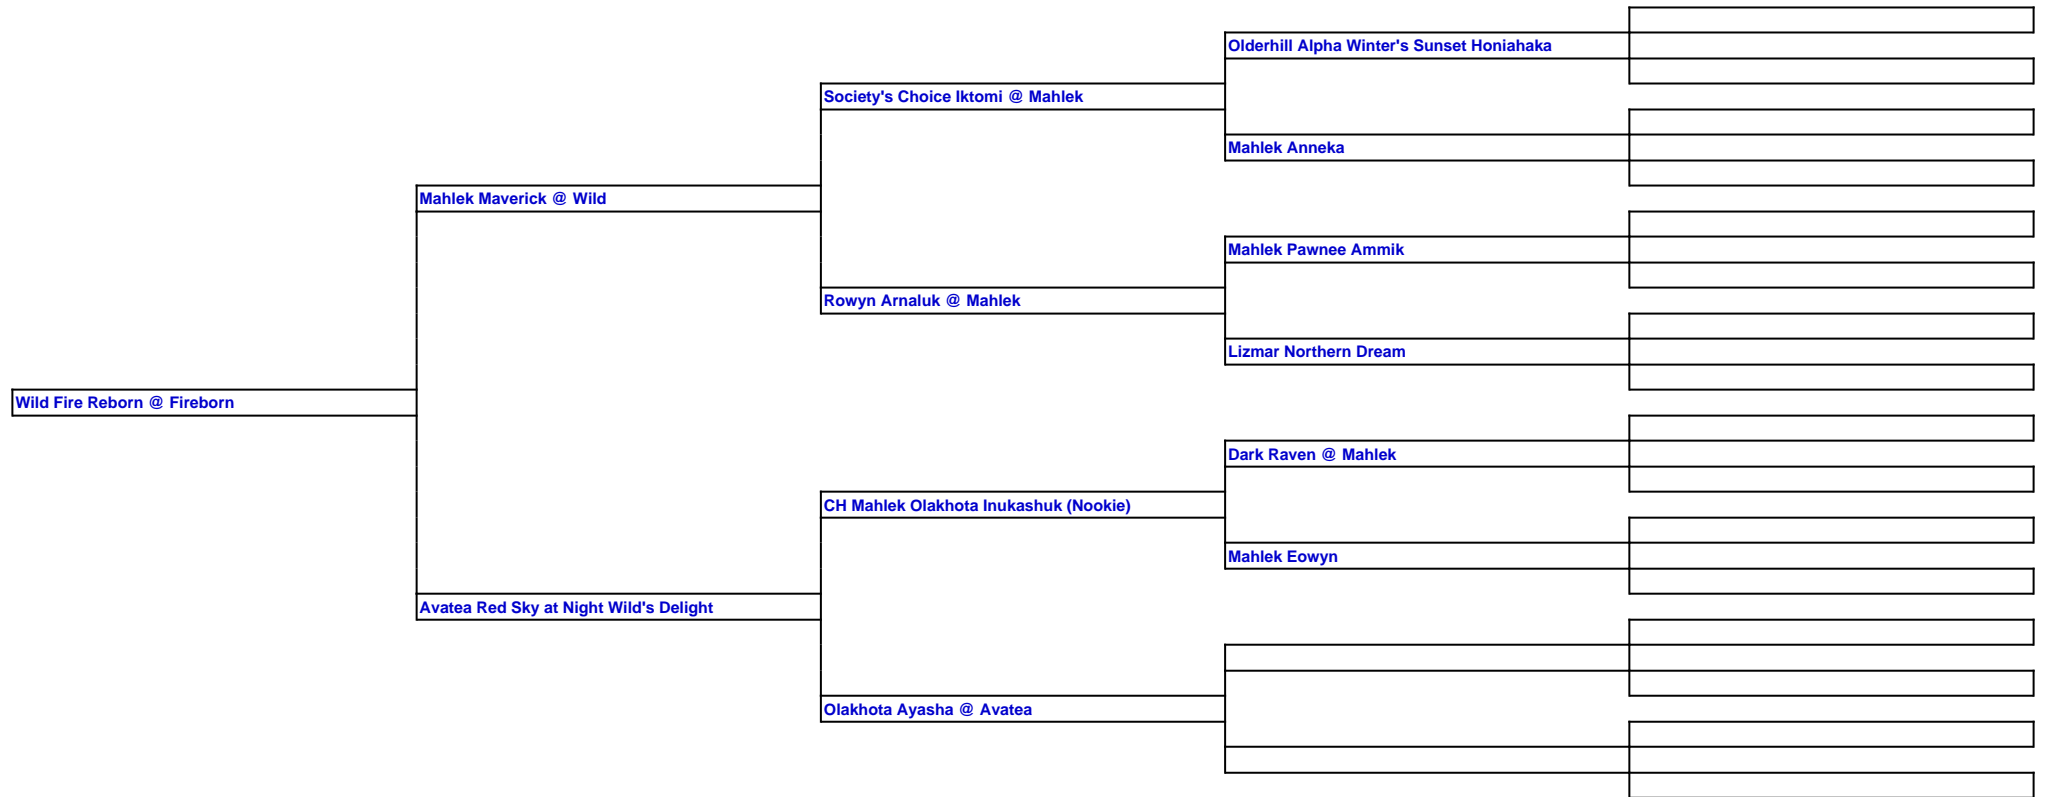 Olderhill Alpha Winter's Sunset Honiahaka
Society's Choice Iktomi @ Mahlek
Mahlek Anneka
Mahlek Maverick @ Wild
Mahlek Pawnee Ammik
Rowyn Arnaluk @ Mahlek
Lizmar Northern Dream
Wild Fire Reborn @ Fireborn
Dark Raven @ Mahlek
CH Mahlek Olakhota Inukashuk (Nookie)
Mahlek Eowyn
Avatea Red Sky at Night Wild's Delight
Olakhota Ayasha @ Avatea